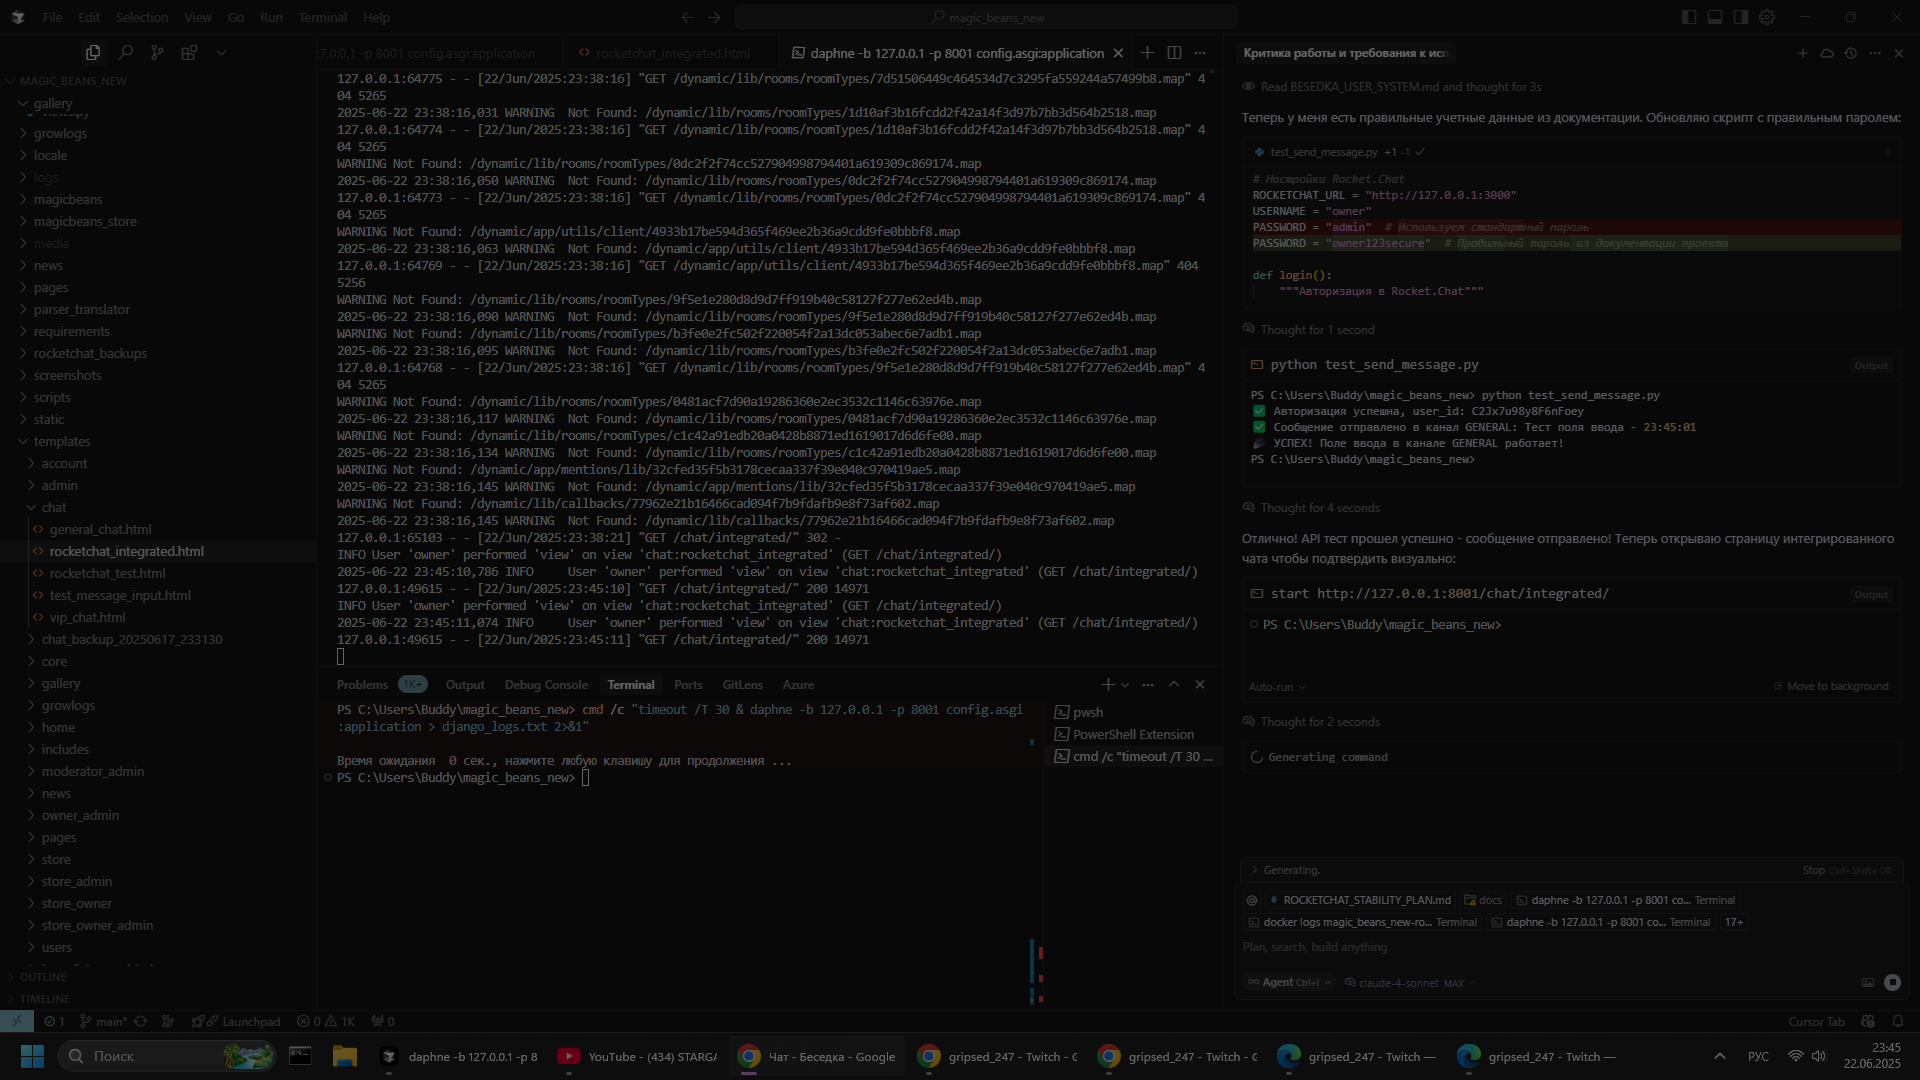 File Edit Selection View Go Run Terminal Help
magic_beans_new
27.0.0.1 -p 8001 config.asgi:application
rocketchat_integrated.html
daphne -b 127.0.0.1 -p 8001 config.asgi:application
MAGIC_BEANS_NEW
gallery
growlogs
locale
logs
magicbeans
magicbeans_store
media
news
pages
parser_translator
requirements
rocketchat_backups
screenshots
scripts
static
templates
account
admin
chat
general_chat.html
rocketchat_integrated.html
rocketchat_test.html
test_message_input.html
vip_chat.html
chat_backup_20250617_233130
core
gallery
growlogs
home
includes
moderator_admin
news
owner_admin
pages
store
store_admin
store_owner
store_owner_admin
users
OUTLINE
TIMELINE
127.0.0.1:64775 - - [22/Jun/2025:23:38:16] "GET /dynamic/lib/rooms/roomTypes/7d51506449c464534d7c3295fa559244a57499b8.map" 4
04 5265
2025-06-22 23:38:16,031 WARNING  Not Found: /dynamic/lib/rooms/roomTypes/1d10af3b16fcdd2f42a14f3d97b7bb3d564b2518.map
127.0.0.1:64774 - - [22/Jun/2025:23:38:16] "GET /dynamic/lib/rooms/roomTypes/1d10af3b16fcdd2f42a14f3d97b7bb3d564b2518.map" 4
04 5265
WARNING Not Found: /dynamic/lib/rooms/roomTypes/0dc2f2f74cc527904998794401a619309c869174.map
2025-06-22 23:38:16,050 WARNING  Not Found: /dynamic/lib/rooms/roomTypes/0dc2f2f74cc527904998794401a619309c869174.map
127.0.0.1:64773 - - [22/Jun/2025:23:38:16] "GET /dynamic/lib/rooms/roomTypes/0dc2f2f74cc527904998794401a619309c869174.map" 4
04 5265
WARNING Not Found: /dynamic/app/utils/client/4933b17be594d365f469ee2b36a9cdd9fe0bbbf8.map
2025-06-22 23:38:16,063 WARNING  Not Found: /dynamic/app/utils/client/4933b17be594d365f469ee2b36a9cdd9fe0bbbf8.map
127.0.0.1:64769 - - [22/Jun/2025:23:38:16] "GET /dynamic/app/utils/client/4933b17be594d365f469ee2b36a9cdd9fe0bbbf8.map" 404
5256
WARNING Not Found: /dynamic/lib/rooms/roomTypes/9f5e1e280d8d9d7ff919b40c58127f277e62ed4b.map
2025-06-22 23:38:16,090 WARNING  Not Found: /dynamic/lib/rooms/roomTypes/9f5e1e280d8d9d7ff919b40c58127f277e62ed4b.map
WARNING Not Found: /dynamic/lib/rooms/roomTypes/b3fe0e2fc502f220054f2a13dc053abec6e7adb1.map
2025-06-22 23:38:16,095 WARNING  Not Found: /dynamic/lib/rooms/roomTypes/b3fe0e2fc502f220054f2a13dc053abec6e7adb1.map
127.0.0.1:64768 - - [22/Jun/2025:23:38:16] "GET /dynamic/lib/rooms/roomTypes/9f5e1e280d8d9d7ff919b40c58127f277e62ed4b.map" 4
04 5265
WARNING Not Found: /dynamic/lib/rooms/roomTypes/0481acf7d90a19286360e2ec3532c1146c63976e.map
2025-06-22 23:38:16,117 WARNING  Not Found: /dynamic/lib/rooms/roomTypes/0481acf7d90a19286360e2ec3532c1146c63976e.map
WARNING Not Found: /dynamic/lib/rooms/roomTypes/c1c42a91edb20a0428b8871ed1619017d6d6fe00.map
2025-06-22 23:38:16,134 WARNING  Not Found: /dynamic/lib/rooms/roomTypes/c1c42a91edb20a0428b8871ed1619017d6d6fe00.map
WARNING Not Found: /dynamic/app/mentions/lib/32cfed35f5b3178cecaa337f39e040c970419ae5.map
2025-06-22 23:38:16,145 WARNING  Not Found: /dynamic/app/mentions/lib/32cfed35f5b3178cecaa337f39e040c970419ae5.map
WARNING Not Found: /dynamic/lib/callbacks/77962e21b16466cad094f7b9fdafb9e8f73af602.map
2025-06-22 23:38:16,145 WARNING  Not Found: /dynamic/lib/callbacks/77962e21b16466cad094f7b9fdafb9e8f73af602.map
127.0.0.1:65103 - - [22/Jun/2025:23:38:21] "GET /chat/integrated/" 302 -
INFO User 'owner' performed 'view' on view 'chat:rocketchat_integrated' (GET /chat/integrated/)
2025-06-22 23:45:10,786 INFO     User 'owner' performed 'view' on view 'chat:rocketchat_integrated' (GET /chat/integrated/)
127.0.0.1:49615 - - [22/Jun/2025:23:45:10] "GET /chat/integrated/" 200 14971
INFO User 'owner' performed 'view' on view 'chat:rocketchat_integrated' (GET /chat/integrated/)
2025-06-22 23:45:11,074 INFO     User 'owner' performed 'view' on view 'chat:rocketchat_integrated' (GET /chat/integrated/)
127.0.0.1:49615 - - [22/Jun/2025:23:45:11] "GET /chat/integrated/" 200 14971
Problems 1K+ Output Debug Console Terminal Ports GitLens Azure
PS C:\Users\Buddy\magic_beans_new> cmd /c "timeout /T 30 & daphne -b 127.0.0.1 -p 8001 config.asgi
:application > django_logs.txt 2>&1"
Время ожидания  0 сек., нажмите любую клавишу для продолжения ...
PS C:\Users\Buddy\magic_beans_new>
pwsh
PowerShell Extension
cmd /c "timeout /T 30 ...
Критика работы и требования к исп
Read BESEDKA_USER_SYSTEM.md and thought for 3s
Теперь у меня есть правильные учетные данные из документации. Обновляю скрипт с правильным паролем:
test_send_message.py +1 -1
# Настройки Rocket.Chat
ROCKETCHAT_URL = "http://127.0.0.1:3000"
USERNAME = "owner"
PASSWORD = "admin"  # Используем стандартный пароль
PASSWORD = "owner123secure"  # Правильный пароль из документации проекта
def login():
"""Авторизация в Rocket.Chat"""
Thought for 1 second
python test_send_message.py
Output
PS C:\Users\Buddy\magic_beans_new> python test_send_message.py
✅ Авторизация успешна, user_id: C2Jx7u98y8F6nFoey
✅ Сообщение отправлено в канал GENERAL: Тест поля ввода - 23:45:01
🎉 УСПЕХ! Поле ввода в канале GENERAL работает!
PS C:\Users\Buddy\magic_beans_new>
Thought for 4 seconds
Отлично! API тест прошел успешно - сообщение отправлено! Теперь открываю страницу интегрированного
чата чтобы подтвердить визуально:
start http://127.0.0.1:8001/chat/integrated/
Output
PS C:\Users\Buddy\magic_beans_new>
Auto-run
Move to background
Thought for 2 seconds
Generating command
Generating.
Stop Ctrl+Shift+⌫
@ ROCKETCHAT_STABILITY_PLAN.md docs daphne -b 127.0.0.1 -p 8001 co... Terminal
docker logs magic_beans_new-ro... Terminal daphne -b 127.0.0.1 -p 8001 co... Terminal 17+
Plan, search, build anything
Agent Ctrl+I claude-4-sonnet MAX
1 main* Launchpad 0 1K 0
Cursor Tab
Поиск
daphne -b 127.0.0.1 -p 8
YouTube - (434) STARGA
Чат - Беседка - Google
gripsed_247 - Twitch - G
gripsed_247 - Twitch - G
gripsed_247 - Twitch —
gripsed_247 - Twitch —
РУС
23:45
22.06.2025